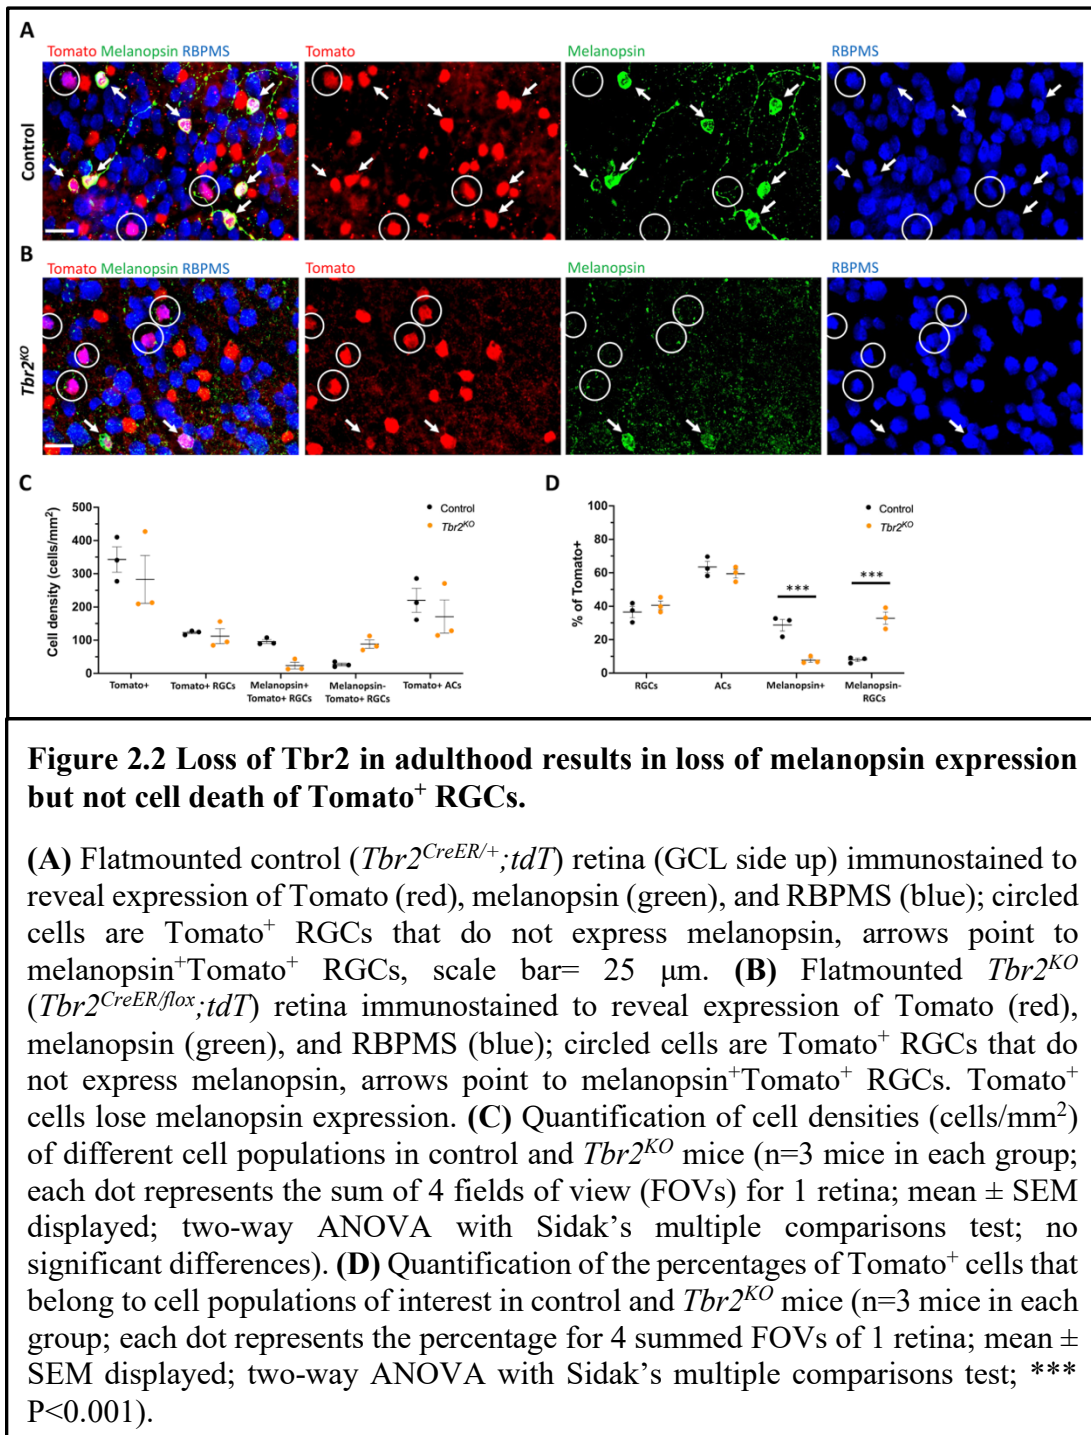 A
Tomato Melanopsin RBPMS
Tomato
Melanopsin
RBPMS
Control
B
Tomato Melanopsin RBPMS
Tomato
Melanopsin
RBPMS
Tbr2KO
C
Cell density (cells/mm2)
500
400
300
200
100
0
Control
Tbr2KO
Tomato+
Tomato+ RGCs
Melanopsin+
Tomato+ RGCs
Melanopsin-
Tomato+ RGCs
Tomato+ ACs
D
% of Tomato+
100
80
60
40
20
0
Control
Tbr2KO
***
***
RGCs
ACs
Melanopsin+
Melanopsin-
RGCs
Figure 2.2 Loss of Tbr2 in adulthood results in loss of melanopsin expression
but not cell death of Tomato+ RGCs.
(A) Flatmounted control (Tbr2CreER/+;tdT) retina (GCL side up) immunostained to
reveal expression of Tomato (red), melanopsin (green), and RBPMS (blue); circled
cells are Tomato+ RGCs that do not express melanopsin, arrows point to
melanopsin+Tomato+ RGCs, scale bar= 25 μm. (B) Flatmounted Tbr2KO
(Tbr2CreER/flox;tdT) retina immunostained to reveal expression of Tomato (red),
melanopsin (green), and RBPMS (blue); circled cells are Tomato+ RGCs that do
not express melanopsin, arrows point to melanopsin+Tomato+ RGCs. Tomato+
cells lose melanopsin expression. (C) Quantification of cell densities (cells/mm2)
of different cell populations in control and Tbr2KO mice (n=3 mice in each group;
each dot represents the sum of 4 fields of view (FOVs) for 1 retina; mean ± SEM
displayed; two-way ANOVA with Sidak's multiple comparisons test; no
significant differences). (D) Quantification of the percentages of Tomato+ cells that
belong to cell populations of interest in control and Tbr2KO mice (n=3 mice in each
group; each dot represents the percentage for 4 summed FOVs of 1 retina; mean ±
SEM displayed; two-way ANOVA with Sidak's multiple comparisons test; ***
P<0.001).